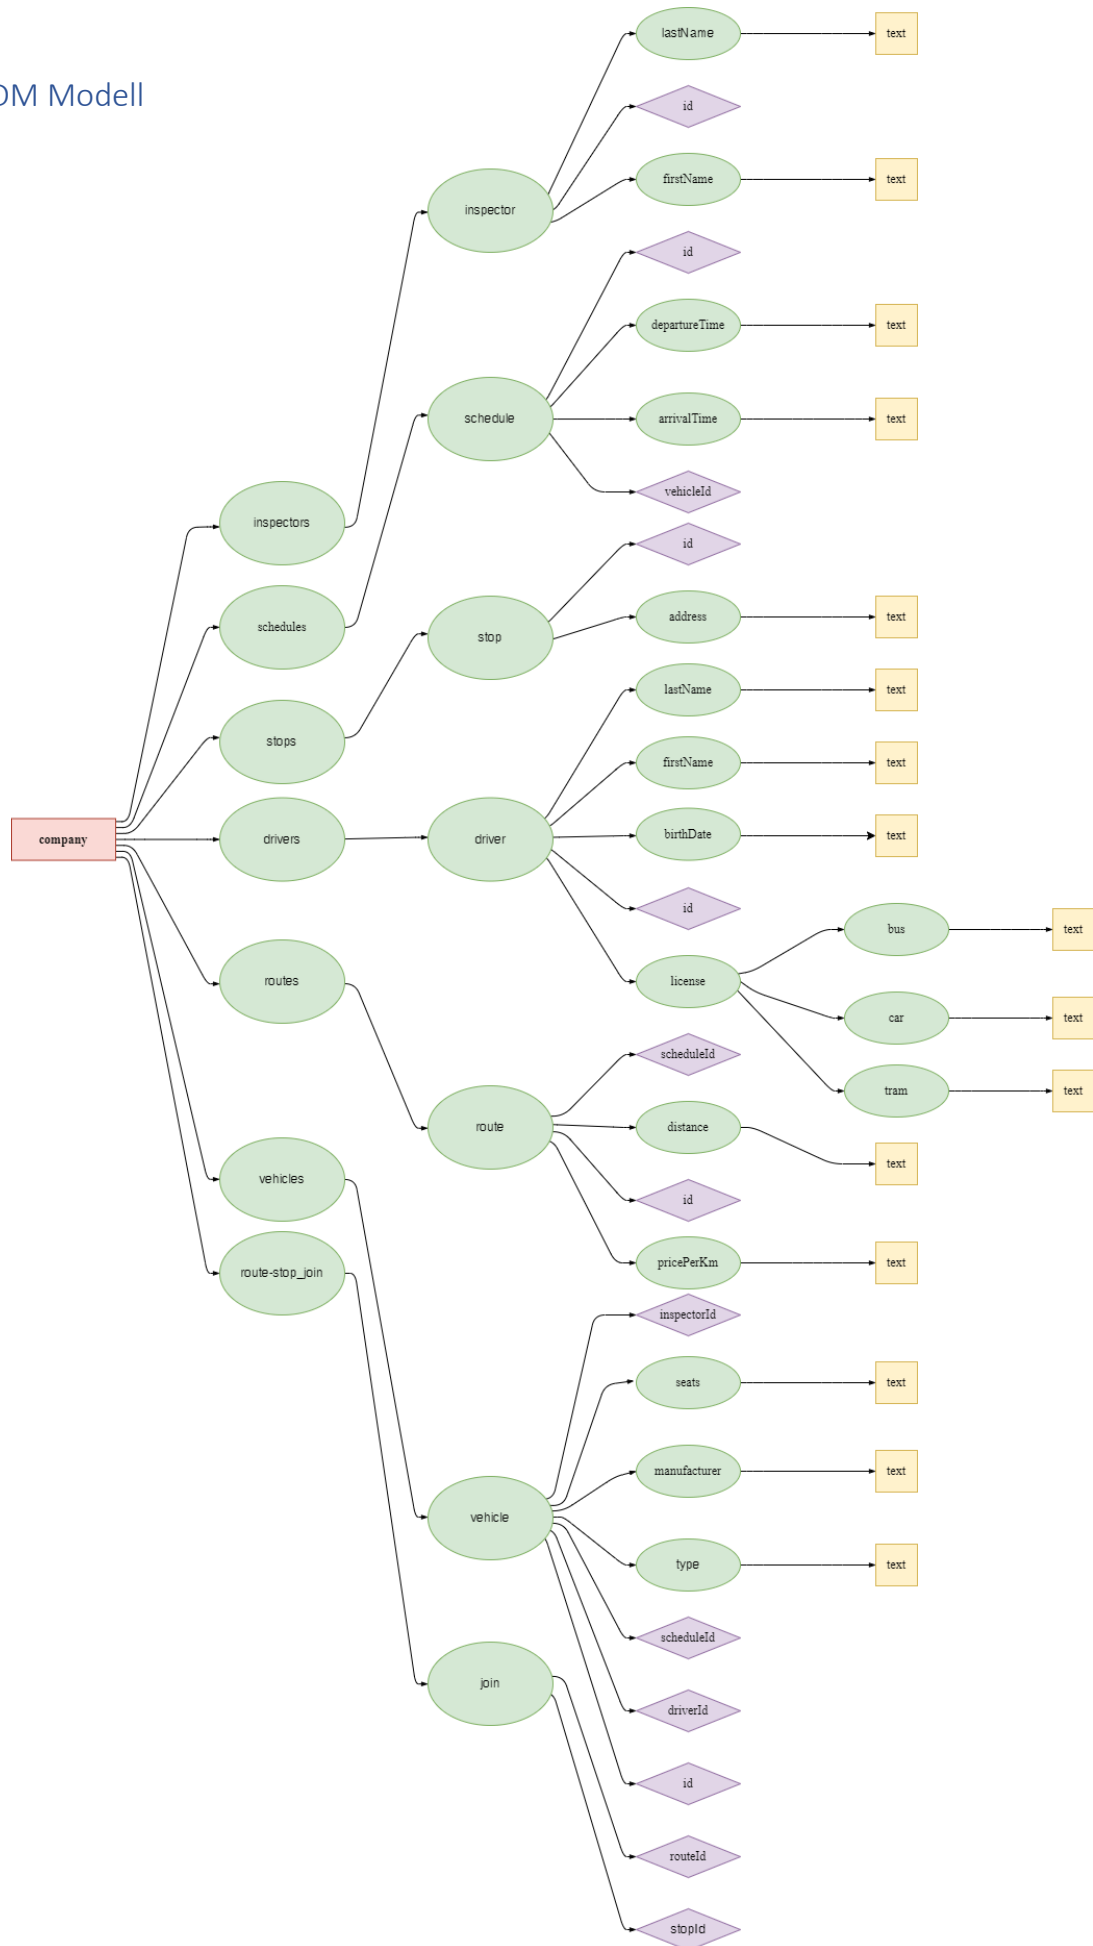 DM Modell
lastName
text
id
inspector
firstName
text
id
departureTime
text
schedule
arrivalTime
text
vehicleId
inspectors
id
schedules
stop
address
text
lastName
text
stops
firstName
text
company
drivers
driver
birthDate
text
id
bus
text
routes
license
car
text
scheduleId
tram
text
route
distance
text
vehicles
id
route-stop_join
pricePerKm
text
inspectorId
seats
text
manufacturer
text
vehicle
type
text
scheduleId
join
driverId
id
routeId
stopId